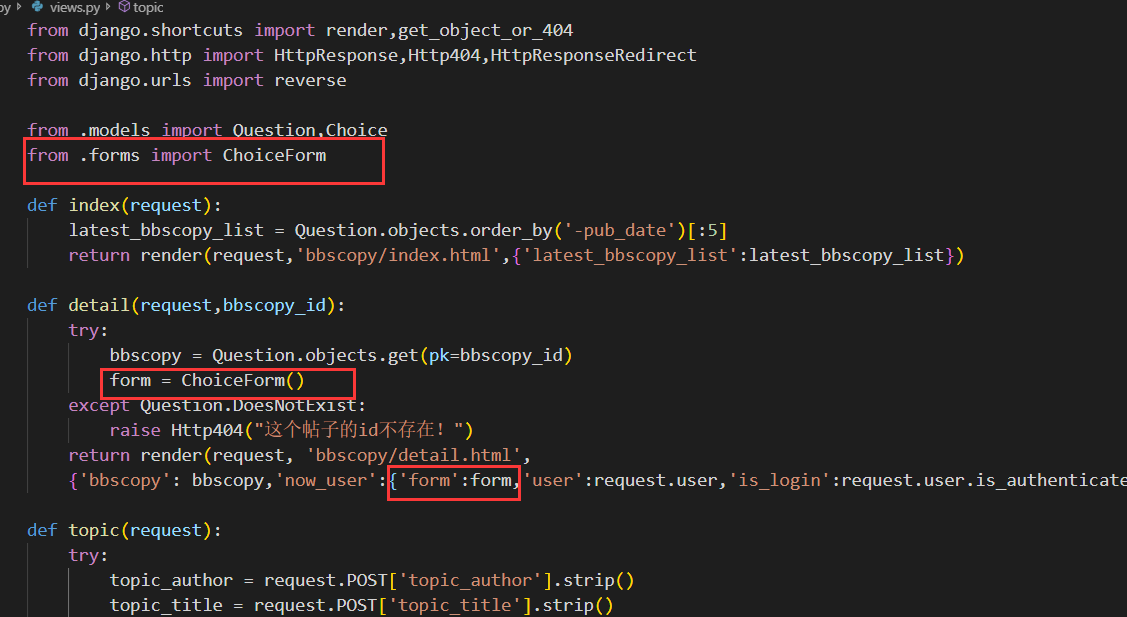 py views.py topic
from django.shortcuts import render,get_object_or_404
from django.http import HttpResponse,Http404,HttpResponseRedirect
from django.urls import reverse
from .models import Question,Choice
from .forms import ChoiceForm
def index(request):
latest_bbscopy_list = Question.objects.order_by('-pub_date')[:5]
return render(request,'bbscopy/index.html',{'latest_bbscopy_list':latest_bbscopy_list})
def detail(request,bbscopy_id):
try:
bbscopy = Question.objects.get(pk=bbscopy_id)
form = ChoiceForm()
except Question.DoesNotExist:
raise Http404("这个帖子的id不存在！")
return render(request, 'bbscopy/detail.html',
{'bbscopy': bbscopy,'now_user':{'form':form,'user':request.user,'is_login':request.user.is_authenticate
def topic(request):
try:
topic_author = request.POST['topic_author'].strip()
topic_title = request.POST['topic_title'].strip()